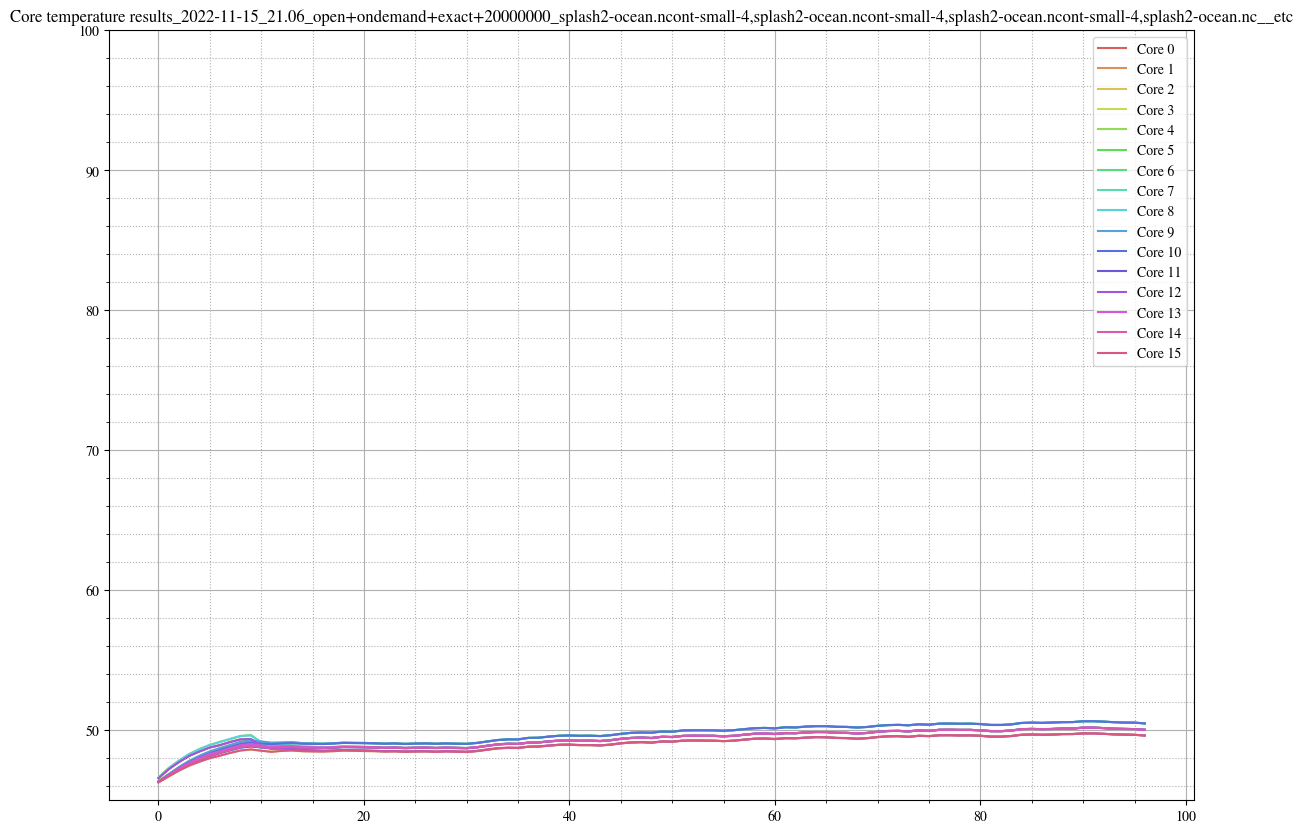 Core temperature results_2022-11-15_21.06_open+ondemand+exact+20000000_splash2-ocean.ncont-small-4,splash2-ocean.ncont-small-4,splash2-ocean.ncont-small-4,splash2-ocean.nc__etc
100
90
80
70
60
50
0
20
40
60
80
100
Core 0
Core 1
Core 2
Core 3
Core 4
Core 5
Core 6
Core 7
Core 8
Core 9
Core 10
Core 11
Core 12
Core 13
Core 14
Core 15